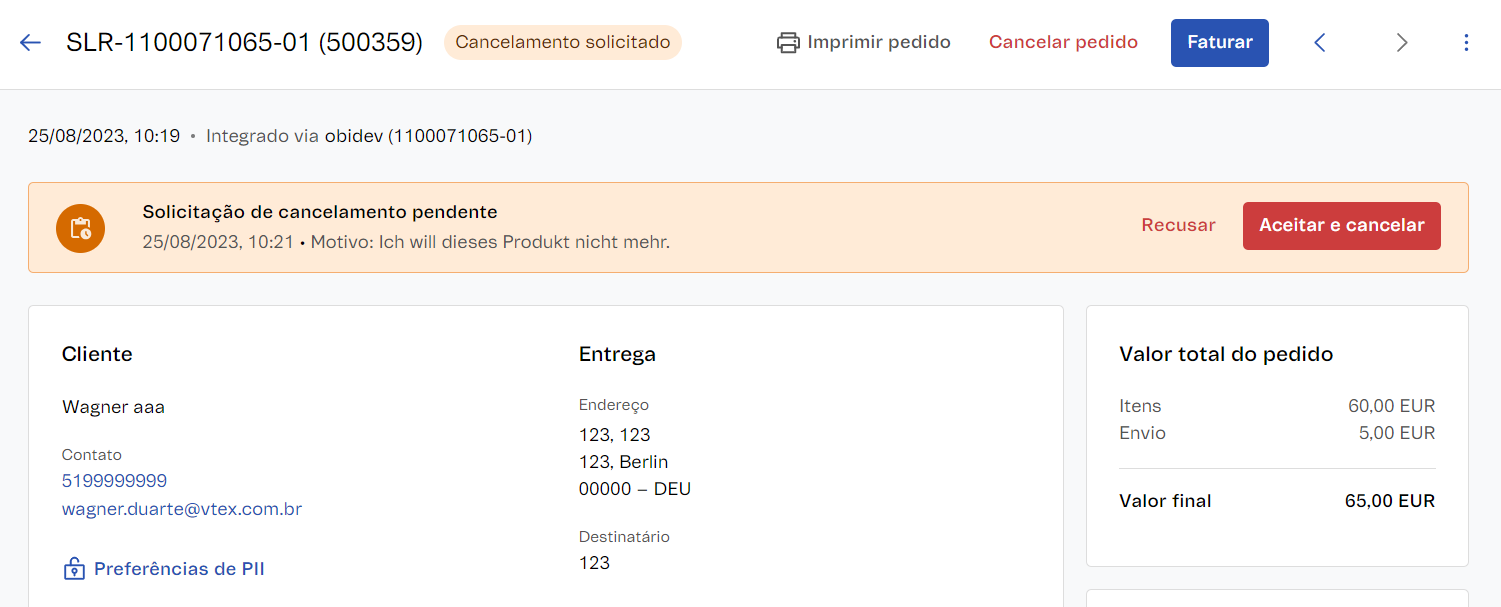 SLR-1100071065-01 (500359)
Cancelamento solicitado
Imprimir pedido
Cancelar pedido
Faturar
25/08/2023, 10:19 • Integrado via obidev (1100071065-01)
Solicitação de cancelamento pendente
25/08/2023, 10:21 • Motivo: Ich will dieses Produkt nicht mehr.
Recusar
Aceitar e cancelar
Cliente
Wagner aaa
Contato
5199999999
wagner.duarte@vtex.com.br
Preferências de PII
Entrega
Endereço
123, 123
123, Berlin
00000 – DEU
Destinatário
123
Valor total do pedido
Itens 60,00 EUR
Envio 5,00 EUR
Valor final 65,00 EUR